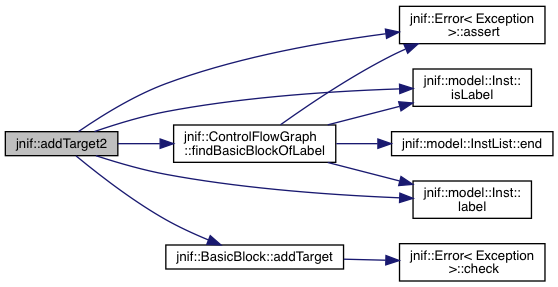 jnif::addTarget2
jnif::Error< Exception
>::assert
jnif::model::Inst::
isLabel
jnif::ControlFlowGraph
::findBasicBlockOfLabel
jnif::model::InstList::end
jnif::model::Inst::
label
jnif::BasicBlock::addTarget
jnif::Error< Exception
>::check